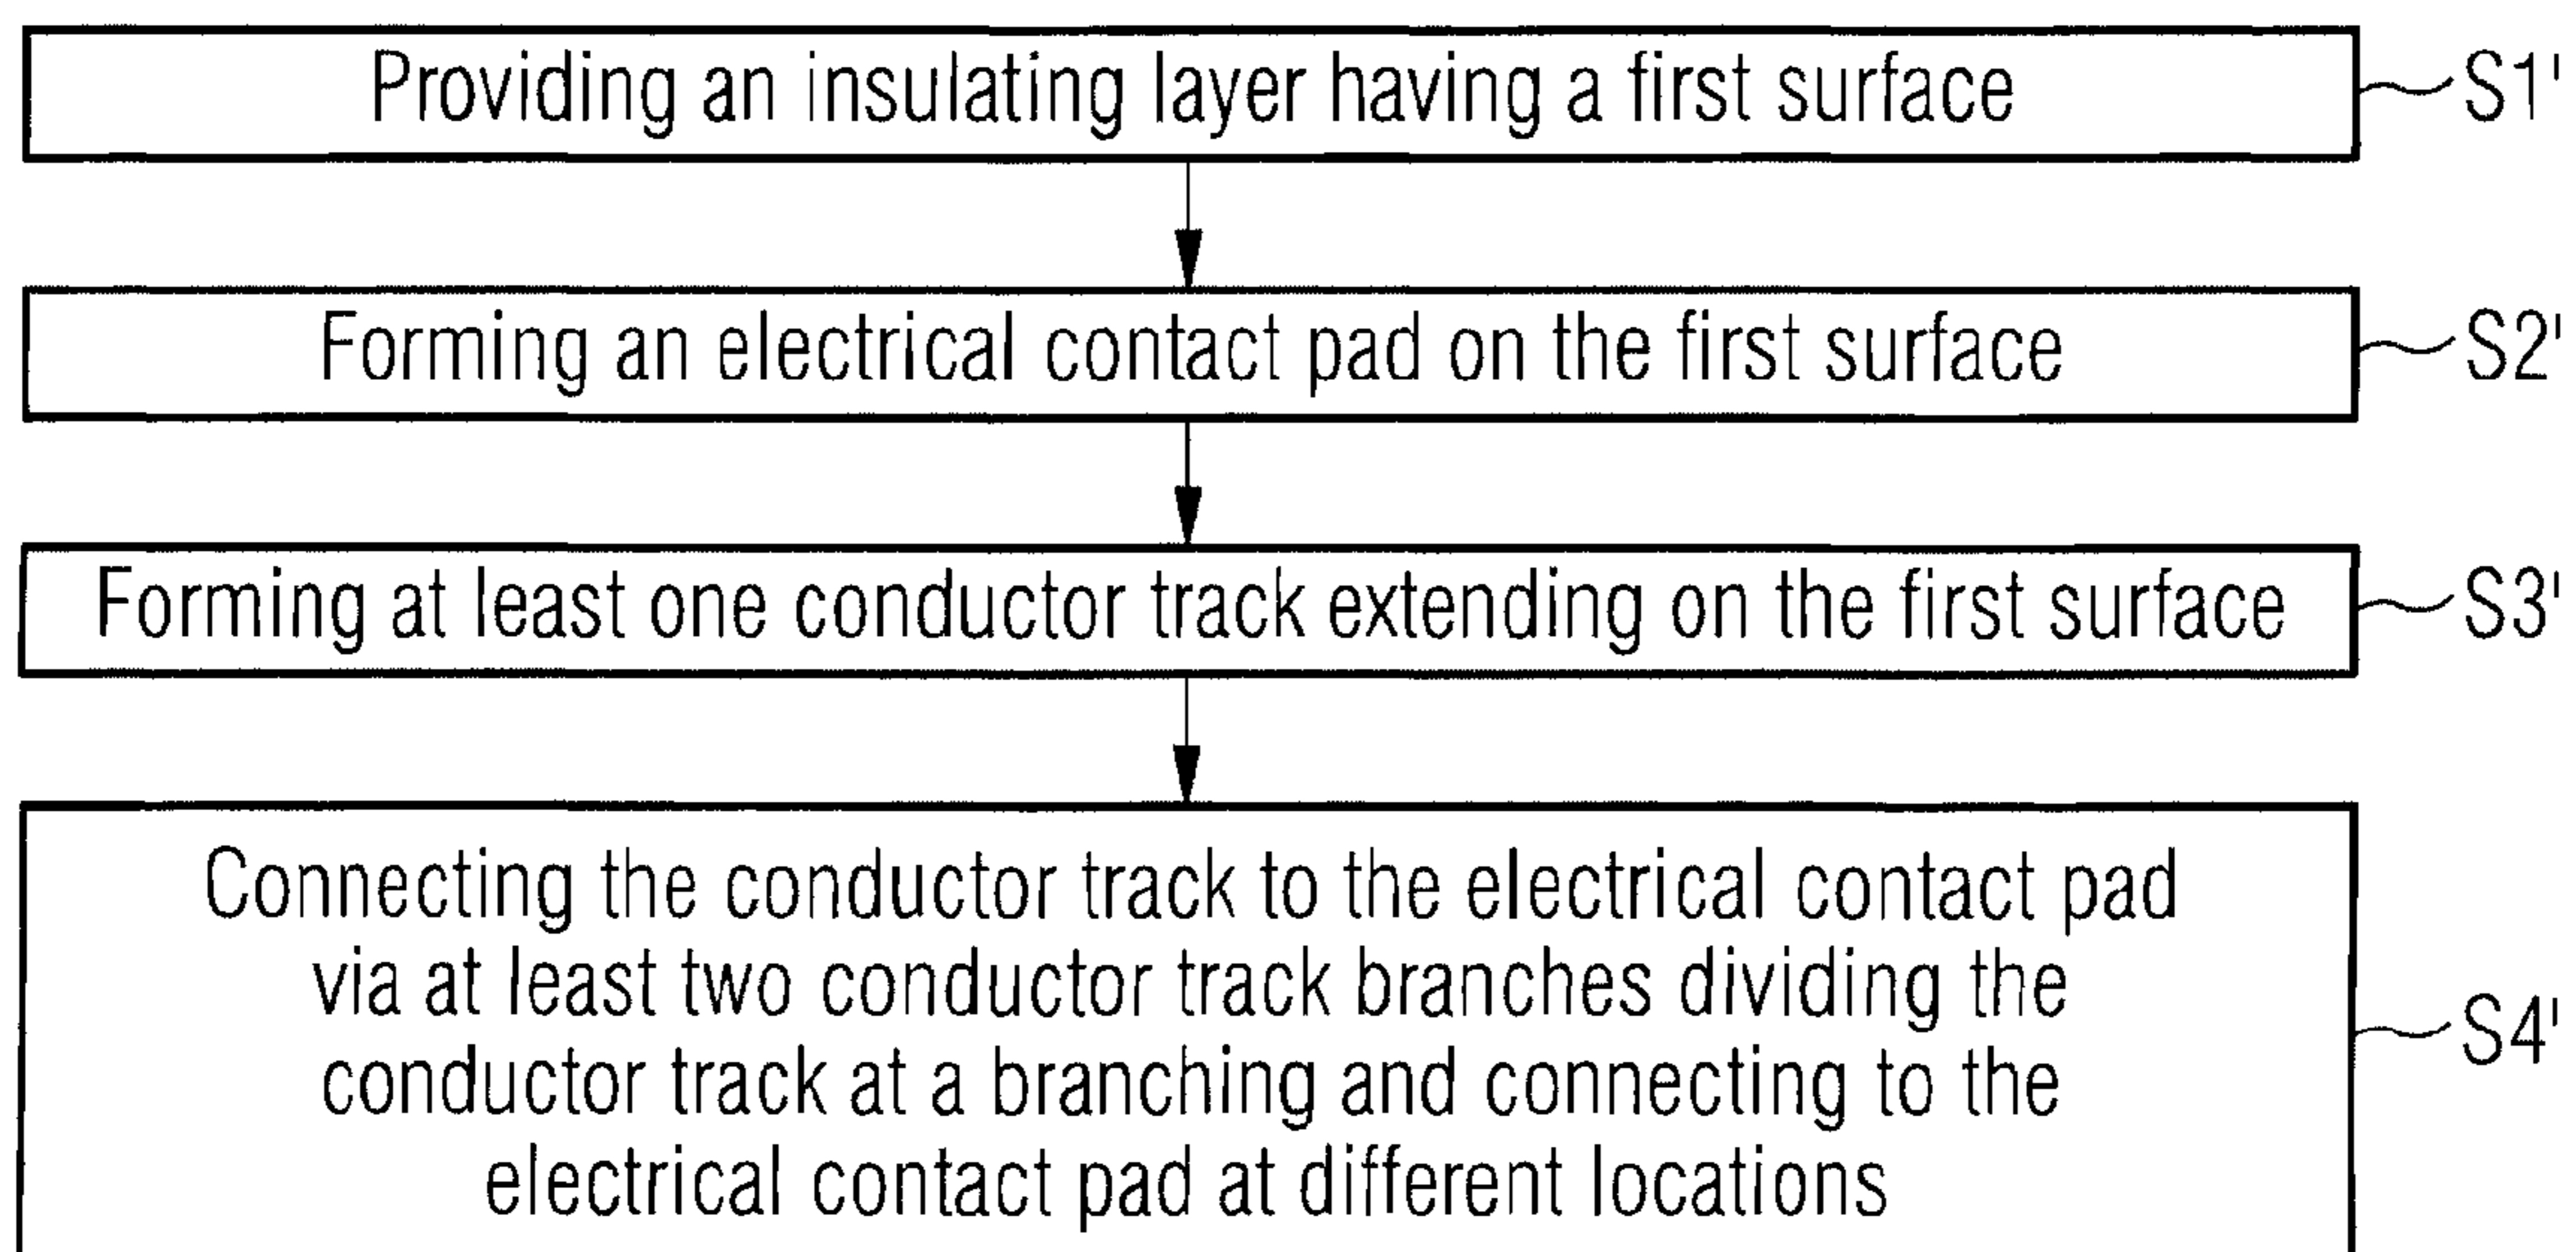 Providing an insulating layer having a first surface S1'
Forming an electrical contact pad on the first surface S2'
Forming at least one conductor track extending on the first surface S3'
Connecting the conductor track to the electrical contact pad
via at least two conductor track branches dividing the
S4'
conductor track at a branching and connecting to the
electrical contact pad at different locations